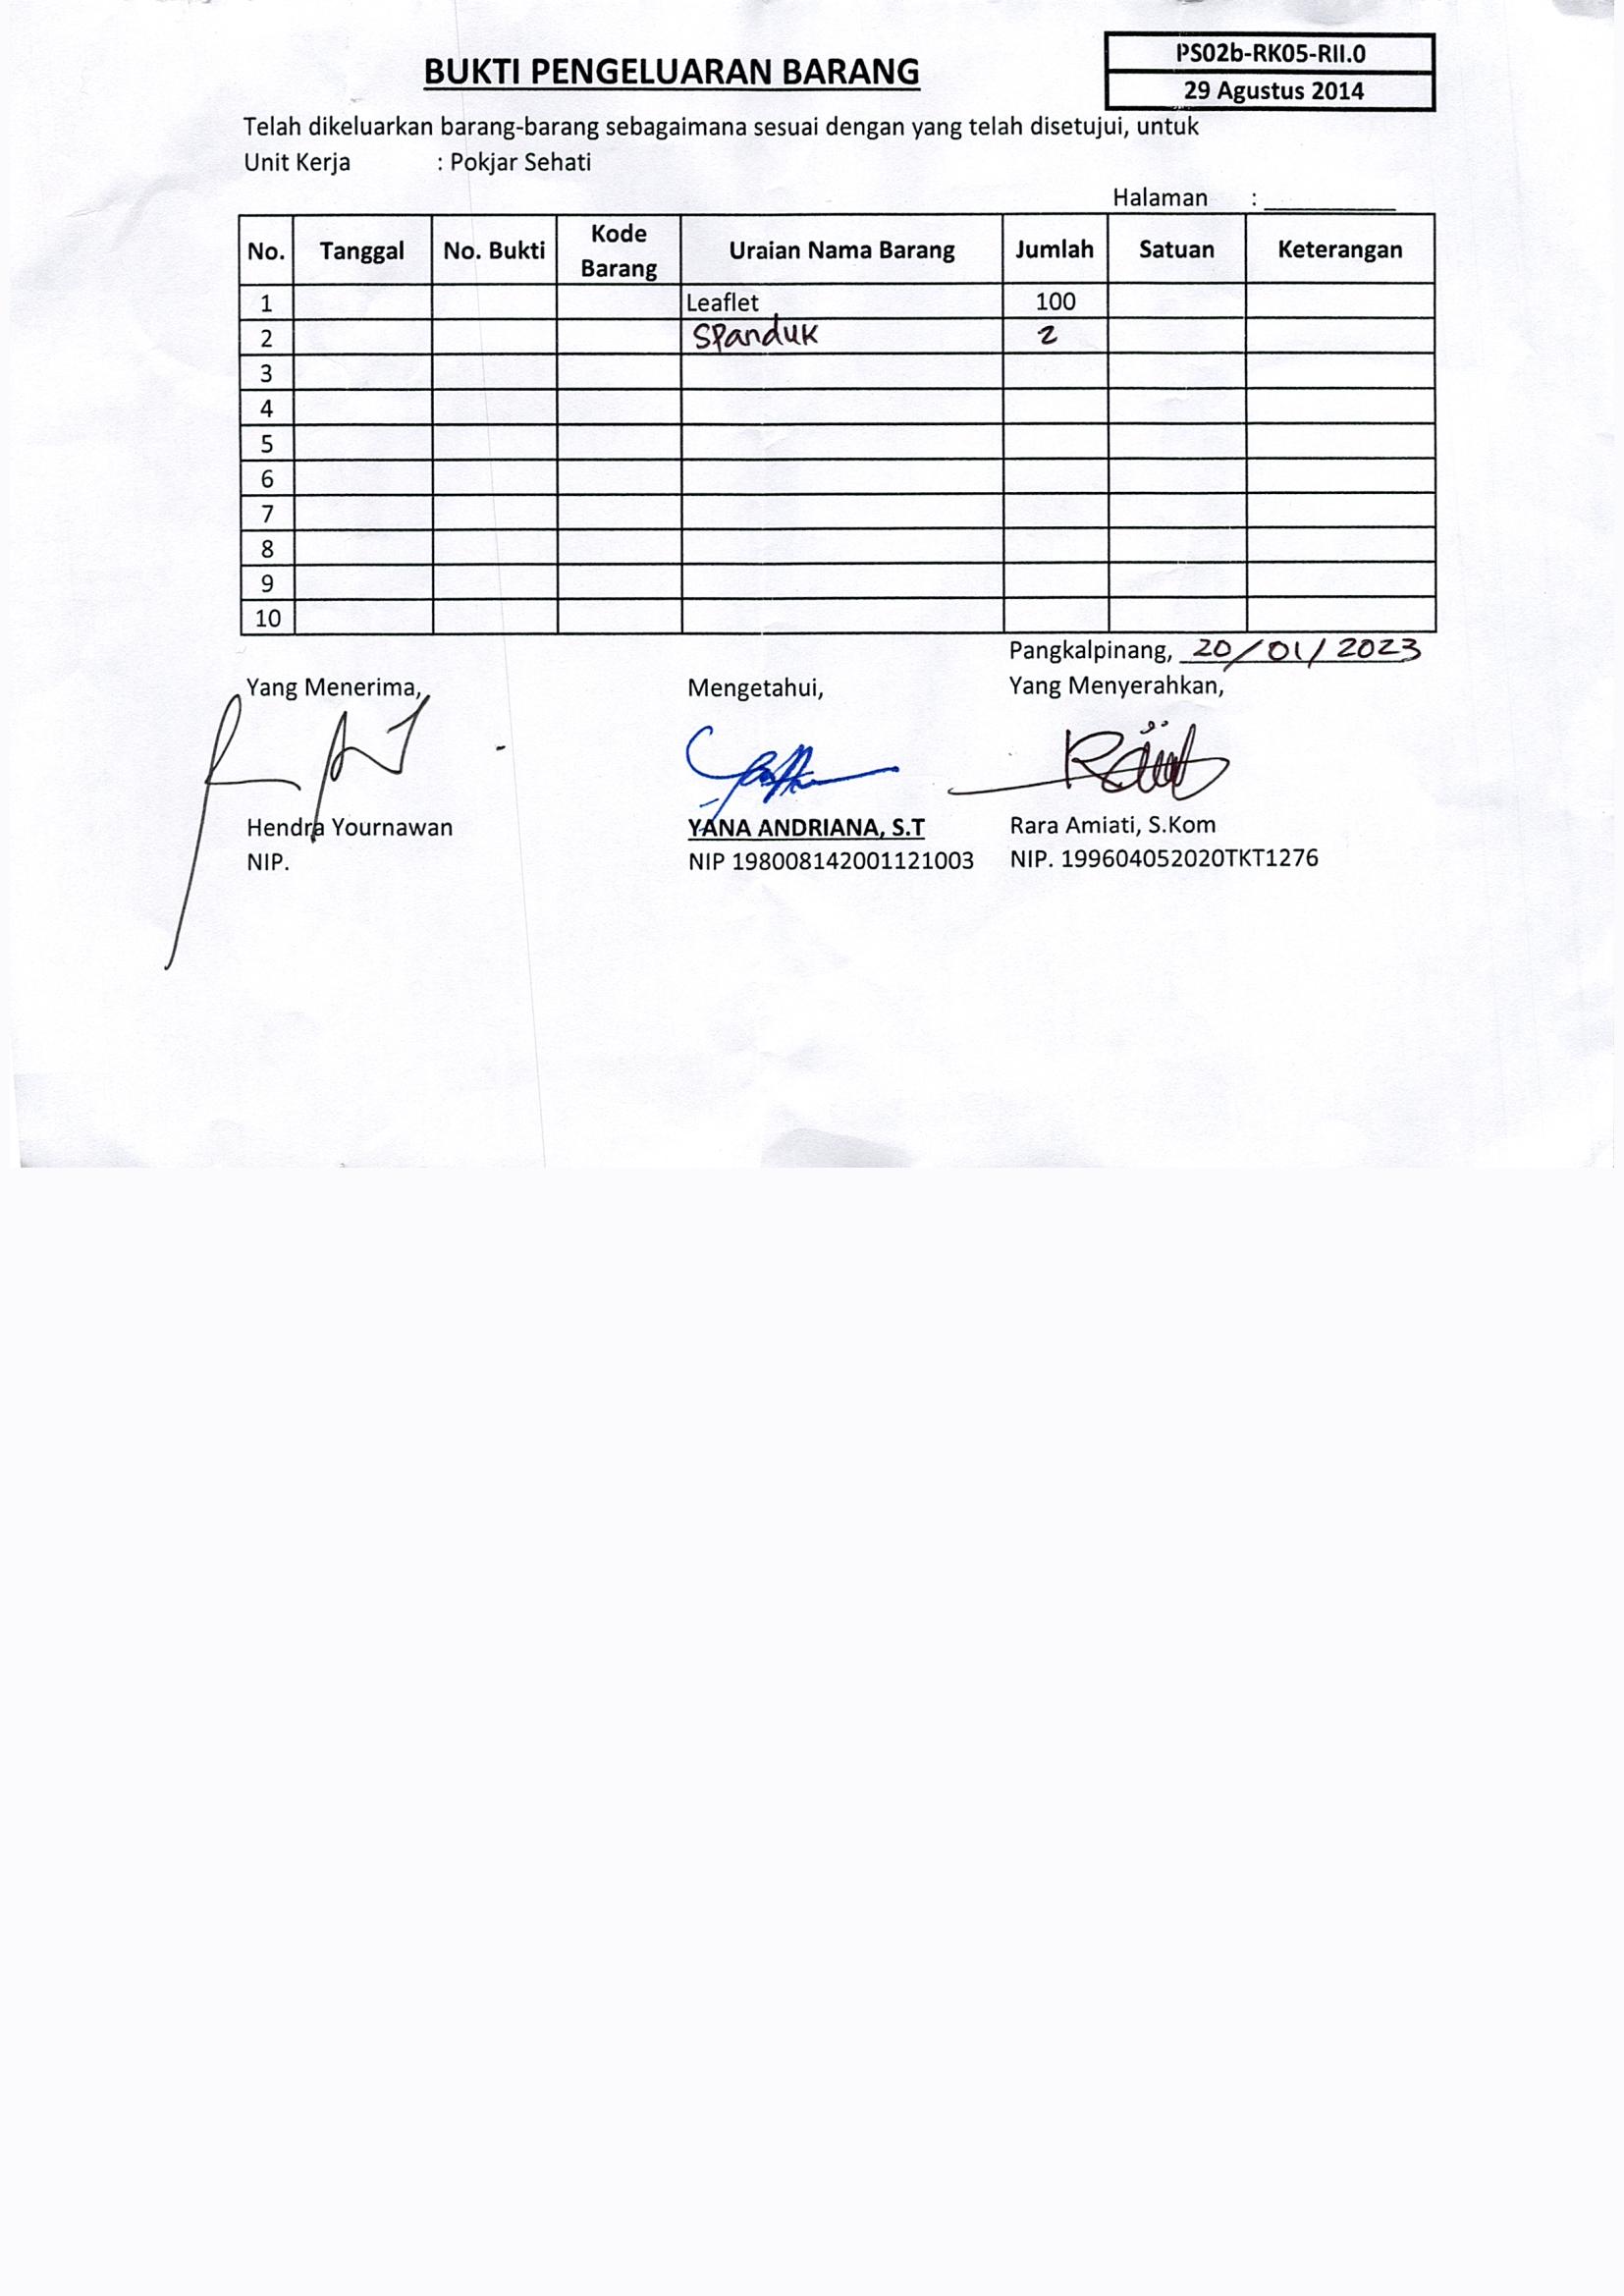 PS02b-RK05-RII.0
BUKTI PENGELUARAN BARANG
29 Agustus 2014
Telah dikeluarkan barang-barang sebagaimana sesuai dengan yang telah disetujui, untuk
Unit Kerja : Pokjar Sehati
Halaman : __________
No. Tanggal No. Bukti Kode Barang Uraian Nama Barang Jumlah Satuan Keterangan
1 Leaflet 100
2 Spanduk 2
3
4
5
6
7
8
9
10
Pangkalpinang, 20/01/2023
Yang Menerima, Mengetahui, Yang Menyerahkan,
Hendra Yournawan YANA ANDRIANA, S.T Rara Amiati, S.Kom
NIP. NIP 198008142001121003 NIP. 199604052020TKT1276